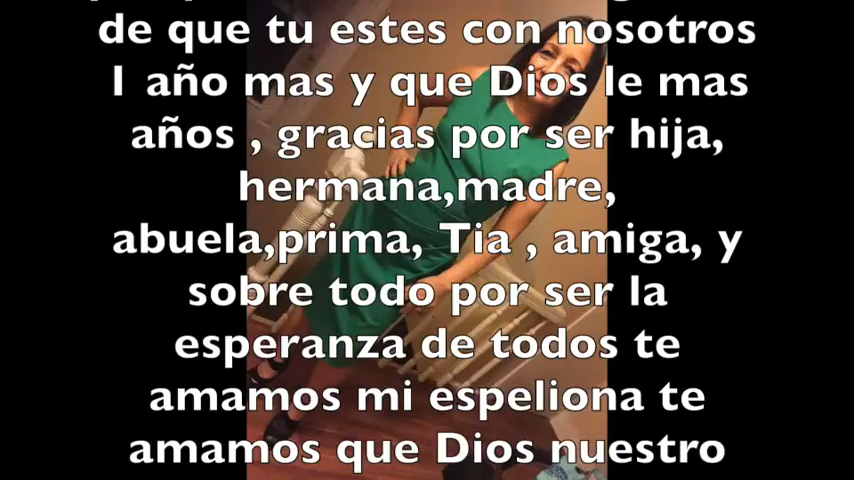 de que tu estes con nosotros
1 año mas y que Dios le mas
años , gracias por ser hija,
hermana,madre,
abuela,prima, Tia , amiga, y
sobre todo por ser la
esperanza de todos te
amamos mi espeliona te
amamos que Dios nuestro